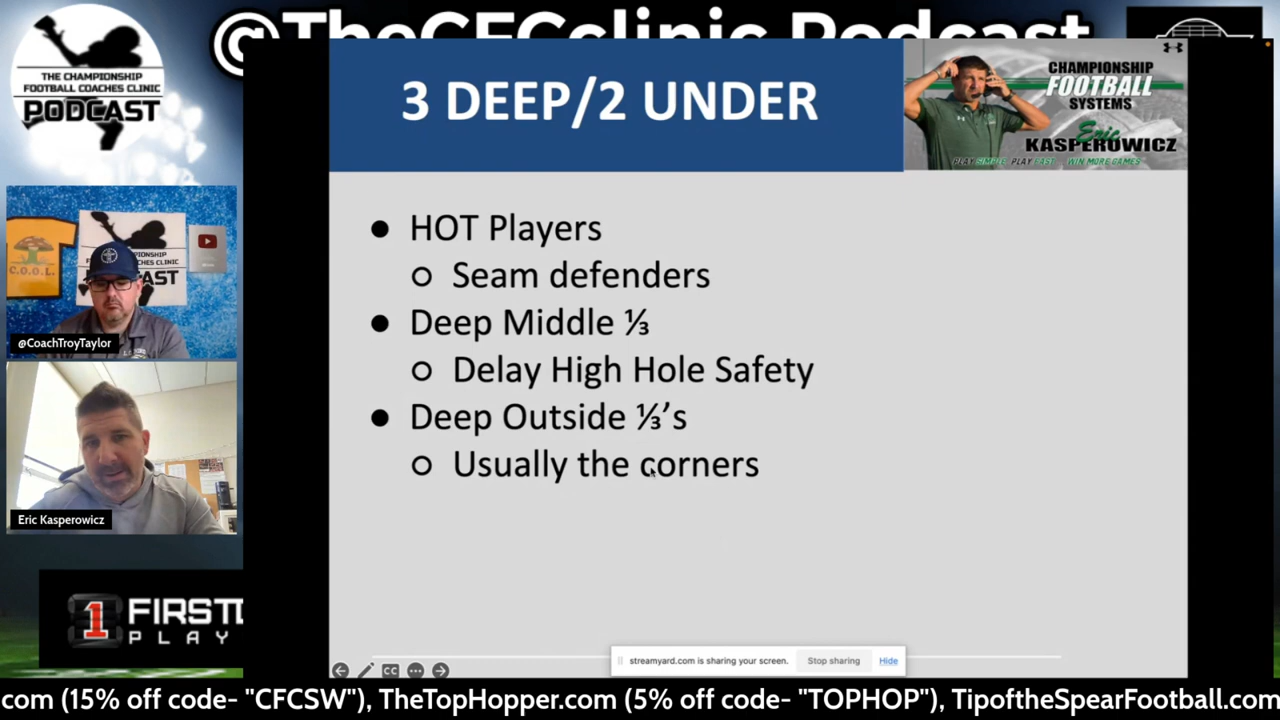 @TheCFCclinic Podcast
THE CHAMPIONSHIP
FOOTBALL COACHES CLINIC
PODCAST
3 DEEP/2 UNDER
CHAMPIONSHIP
FOOTBALL
SYSTEMS
Eric
KASPEROWICZ
PLAY SIMPLE PLAY FAST WIN MORE GAMES
● HOT Players
○ Seam defenders
● Deep Middle ⅓
○ Delay High Hole Safety
● Deep Outside ⅓’s
○ Usually the corners
C.O.O.L.
@CoachTroyTaylor
Eric Kasperowicz
1 FIRST
PLAY
CC
streamyard.com is sharing your screen.
Stop sharing
Hide
com (15% off code- "CFCSW"), TheTopHopper.com (5% off code- "TOPHOP"), TipoftheSpearFootball.com